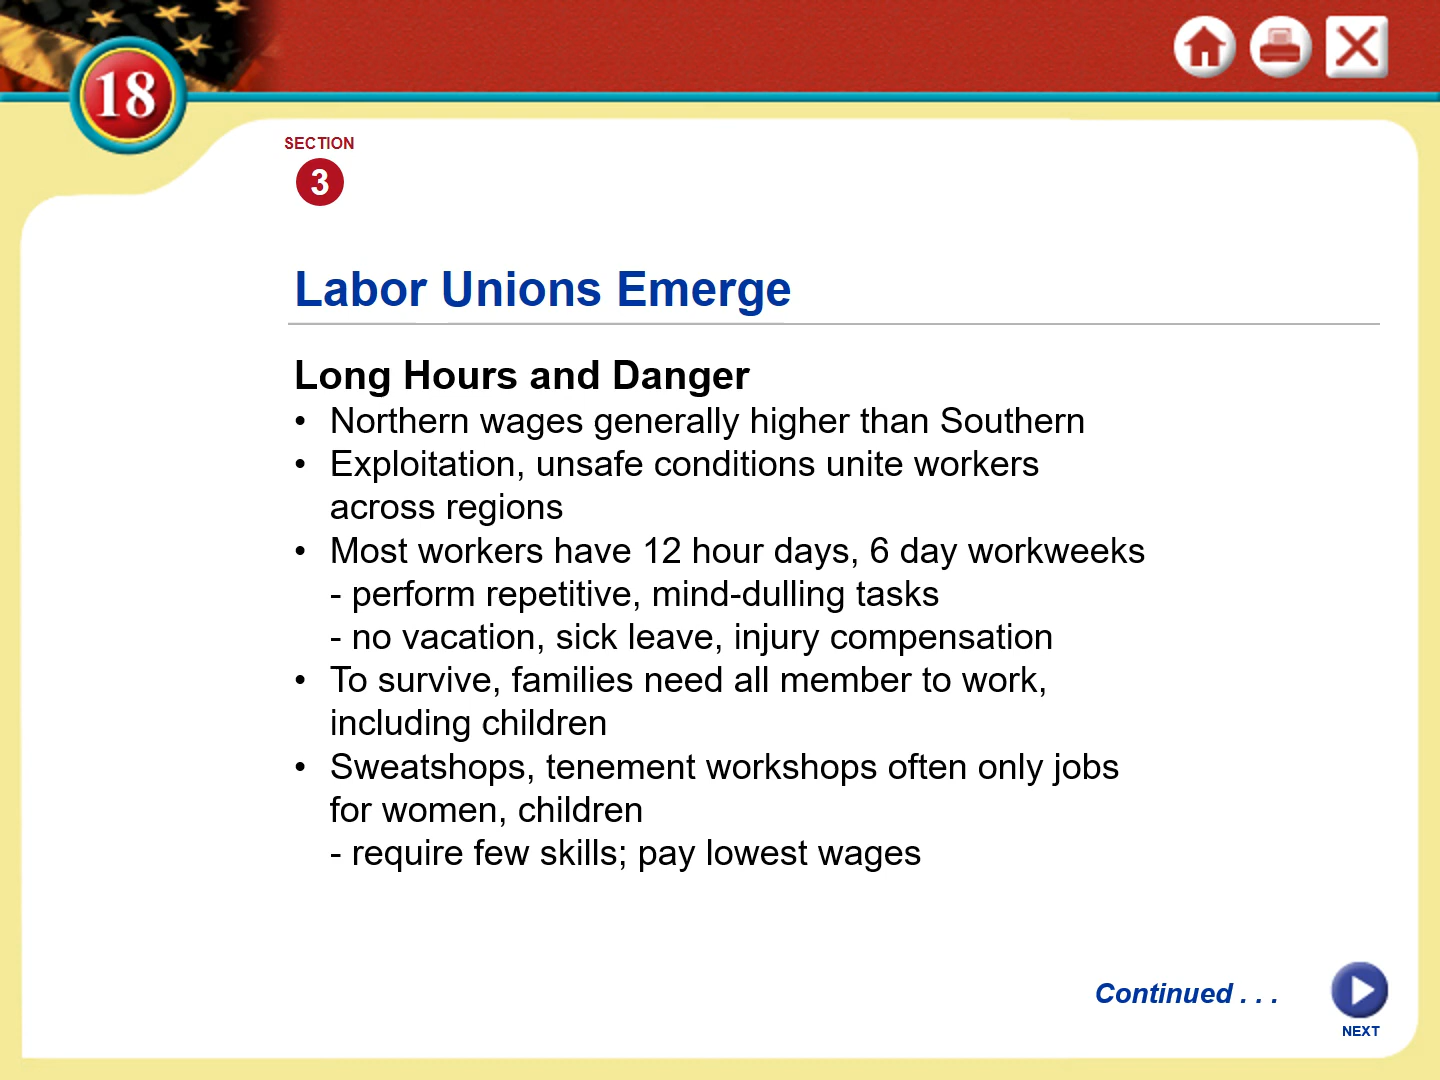 18
SECTION
3
Labor Unions Emerge
Long Hours and Danger
• Northern wages generally higher than Southern
• Exploitation, unsafe conditions unite workers
across regions
• Most workers have 12 hour days, 6 day workweeks
- perform repetitive, mind-dulling tasks
- no vacation, sick leave, injury compensation
• To survive, families need all member to work,
including children
• Sweatshops, tenement workshops often only jobs
for women, children
- require few skills; pay lowest wages
Continued . . .
NEXT